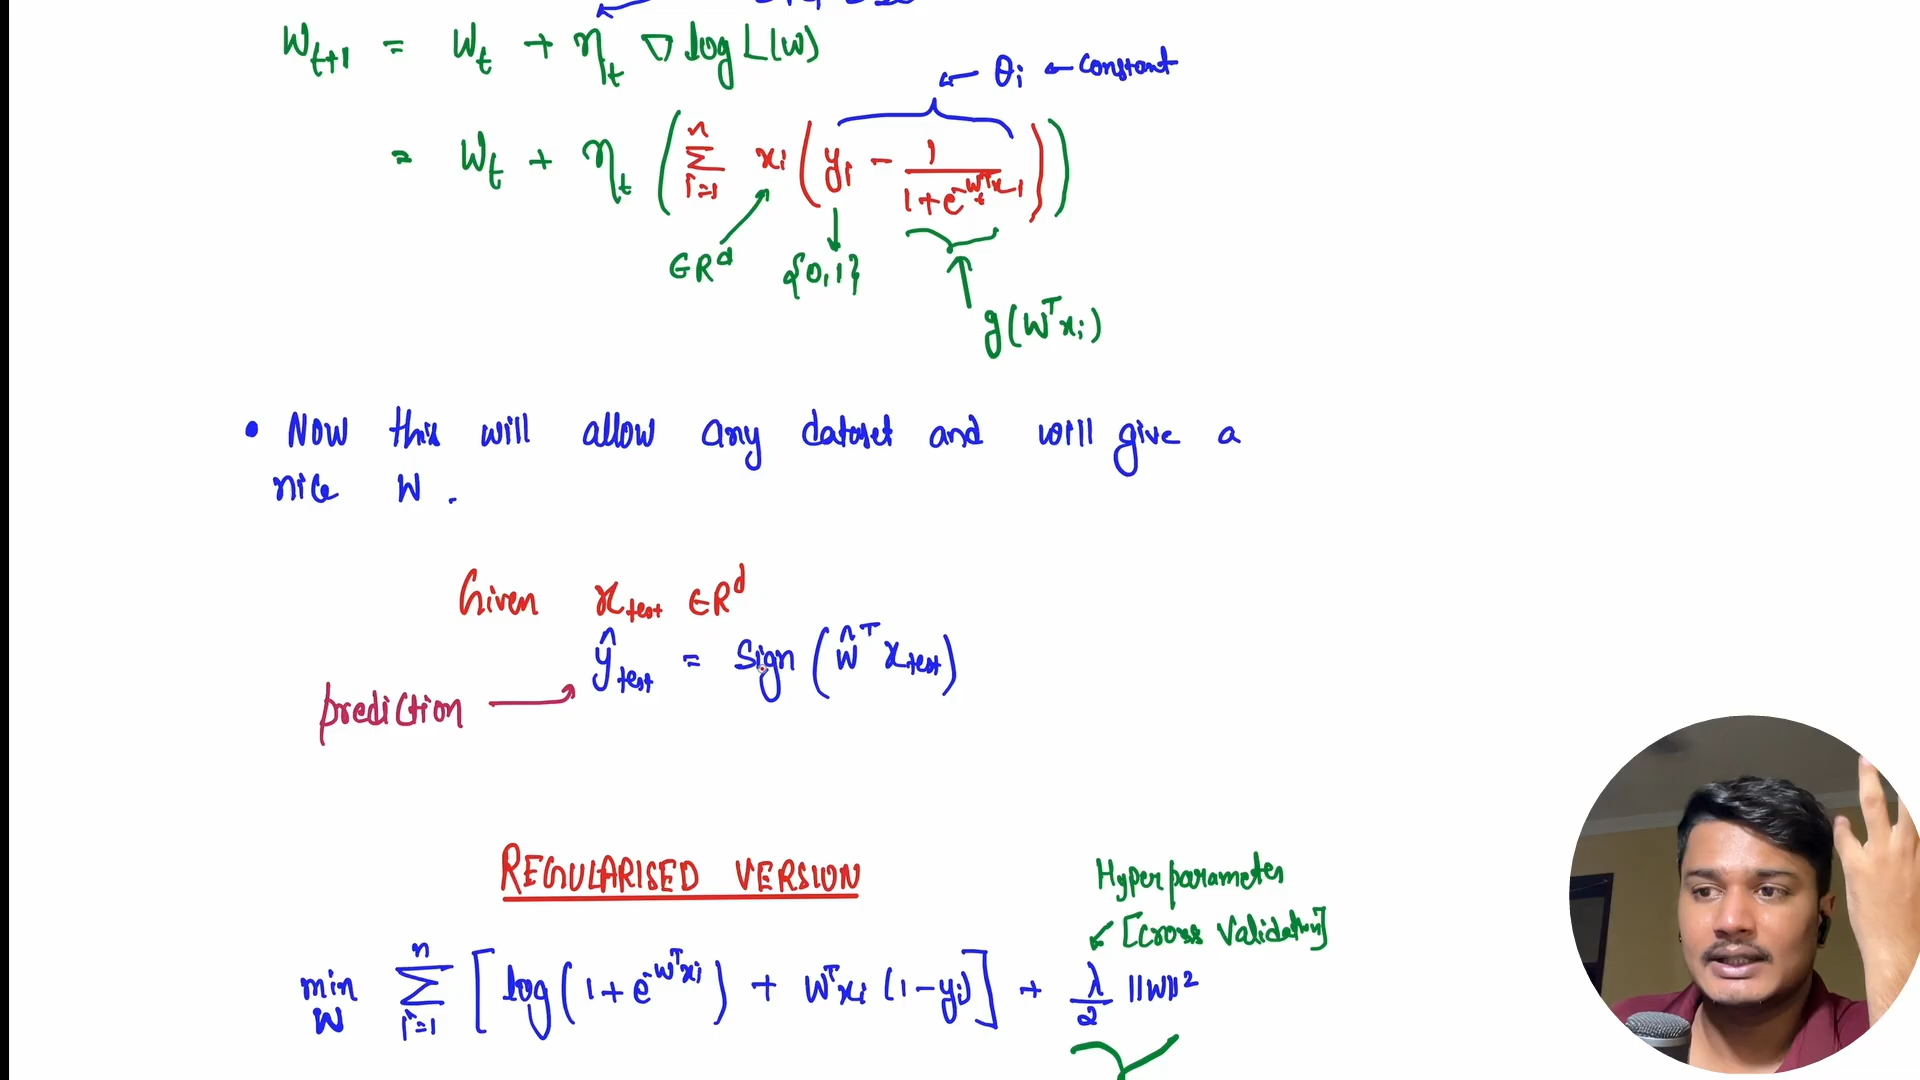 W_{t+1} = W_t + η_t ∇ log L(w)
← θ_i ← constant
= W_t + η_t ( Σ_{i=1}^{n} x_i ( y_i - 1 / (1 + e^{-W_t^T x_i}) ) )
∈ R^d {0,1}
g(W^T x_i)
• Now this will allow any dataset and will give a
nice W.
Given x_test ∈ R^d
ŷ_test = Sign (ŵ^T x_test)
prediction
REGULARISED VERSION
Hyperparameter
[Cross Validation]
min_W Σ_{i=1}^{n} [ log(1 + e^{-W^T x_i}) + W^T x_i (1 - y_i) ] + λ/2 ||W||²